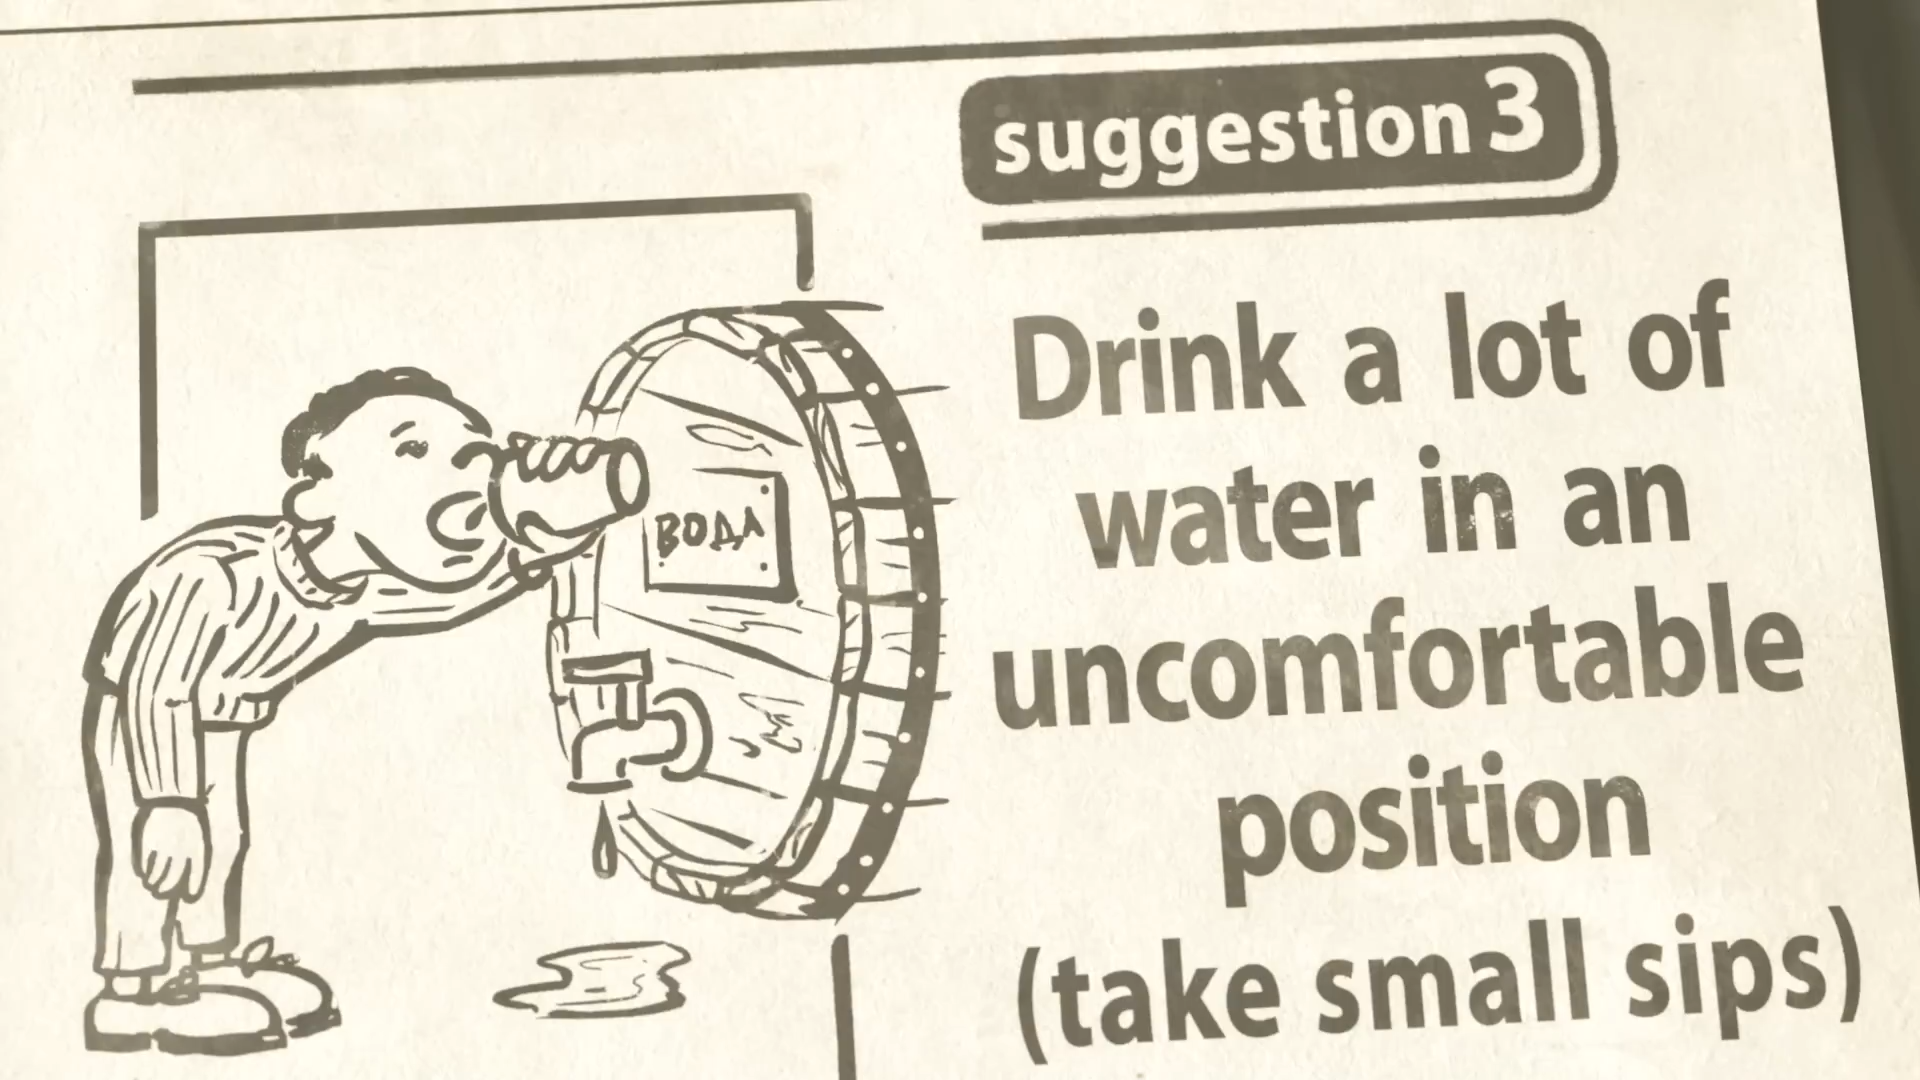 suggestion 3
Drink a lot of
water in an
uncomfortable
position
(take small sips)
ВОДА